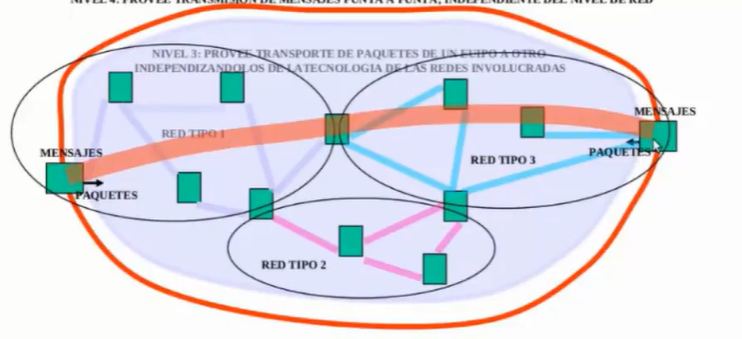 NIVEL 4: PROVEE TRANSMISION DE MENSAJES PUNTA A PUNTA, INDEPENDIENTE DEL NIVEL DE RED
NIVEL 3: PROVEE TRANSPORTE DE PAQUETES DE UN EUIPO A OTRO
INDEPENDIZANDOLOS DE LATECNOLOGIA DE LAS REDES INVOLUCRADAS
MENSAJES
RED TIPO 1
MENSAJES
PAQUETES
RED TIPO 3
PAQUETES
RED TIPO 2